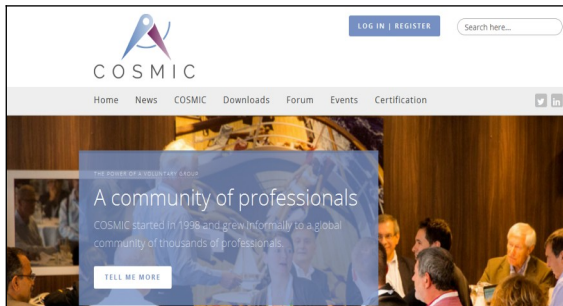 LOG IN | REGISTER
Search here...
COSMIC
Home News COSMIC Downloads Forum Events Certification
THE POWER OF A VOLUNTARY GROUP
A community of professionals
COSMIC started in 1998 and grew informally to a global
community of thousands of professionals.
TELL ME MORE